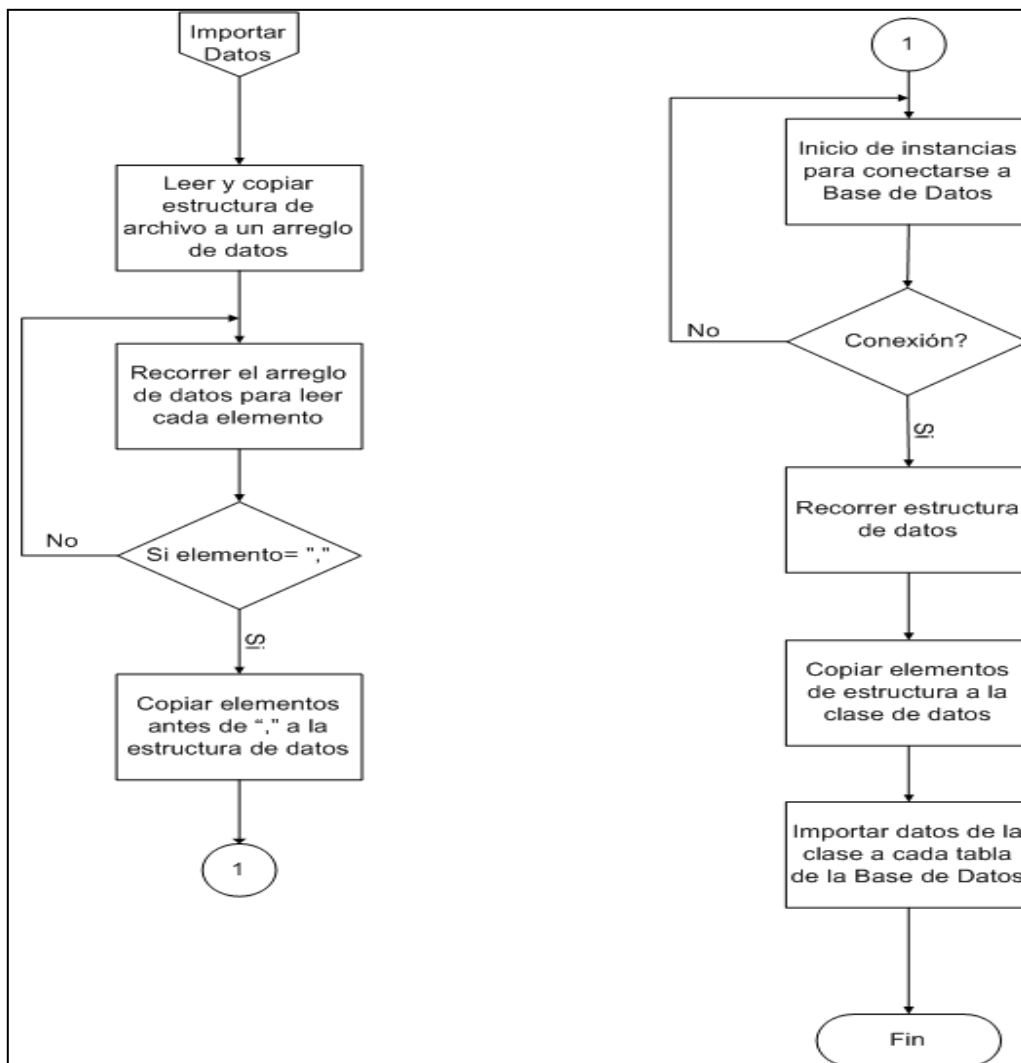 Importar
Datos
Leer y copiar
estructura de
archivo a un arreglo
de datos
Recorrer el arreglo
de datos para leer
cada elemento
No
Si elemento= ","
Si
Copiar elementos
antes de “,” a la
estructura de datos
1
1
Inicio de instancias
para conectarse a
Base de Datos
No
Conexión?
Si
Recorrer estructura
de datos
Copiar elementos
de estructura a la
clase de datos
Importar datos de la
clase a cada tabla
de la Base de Datos
Fin